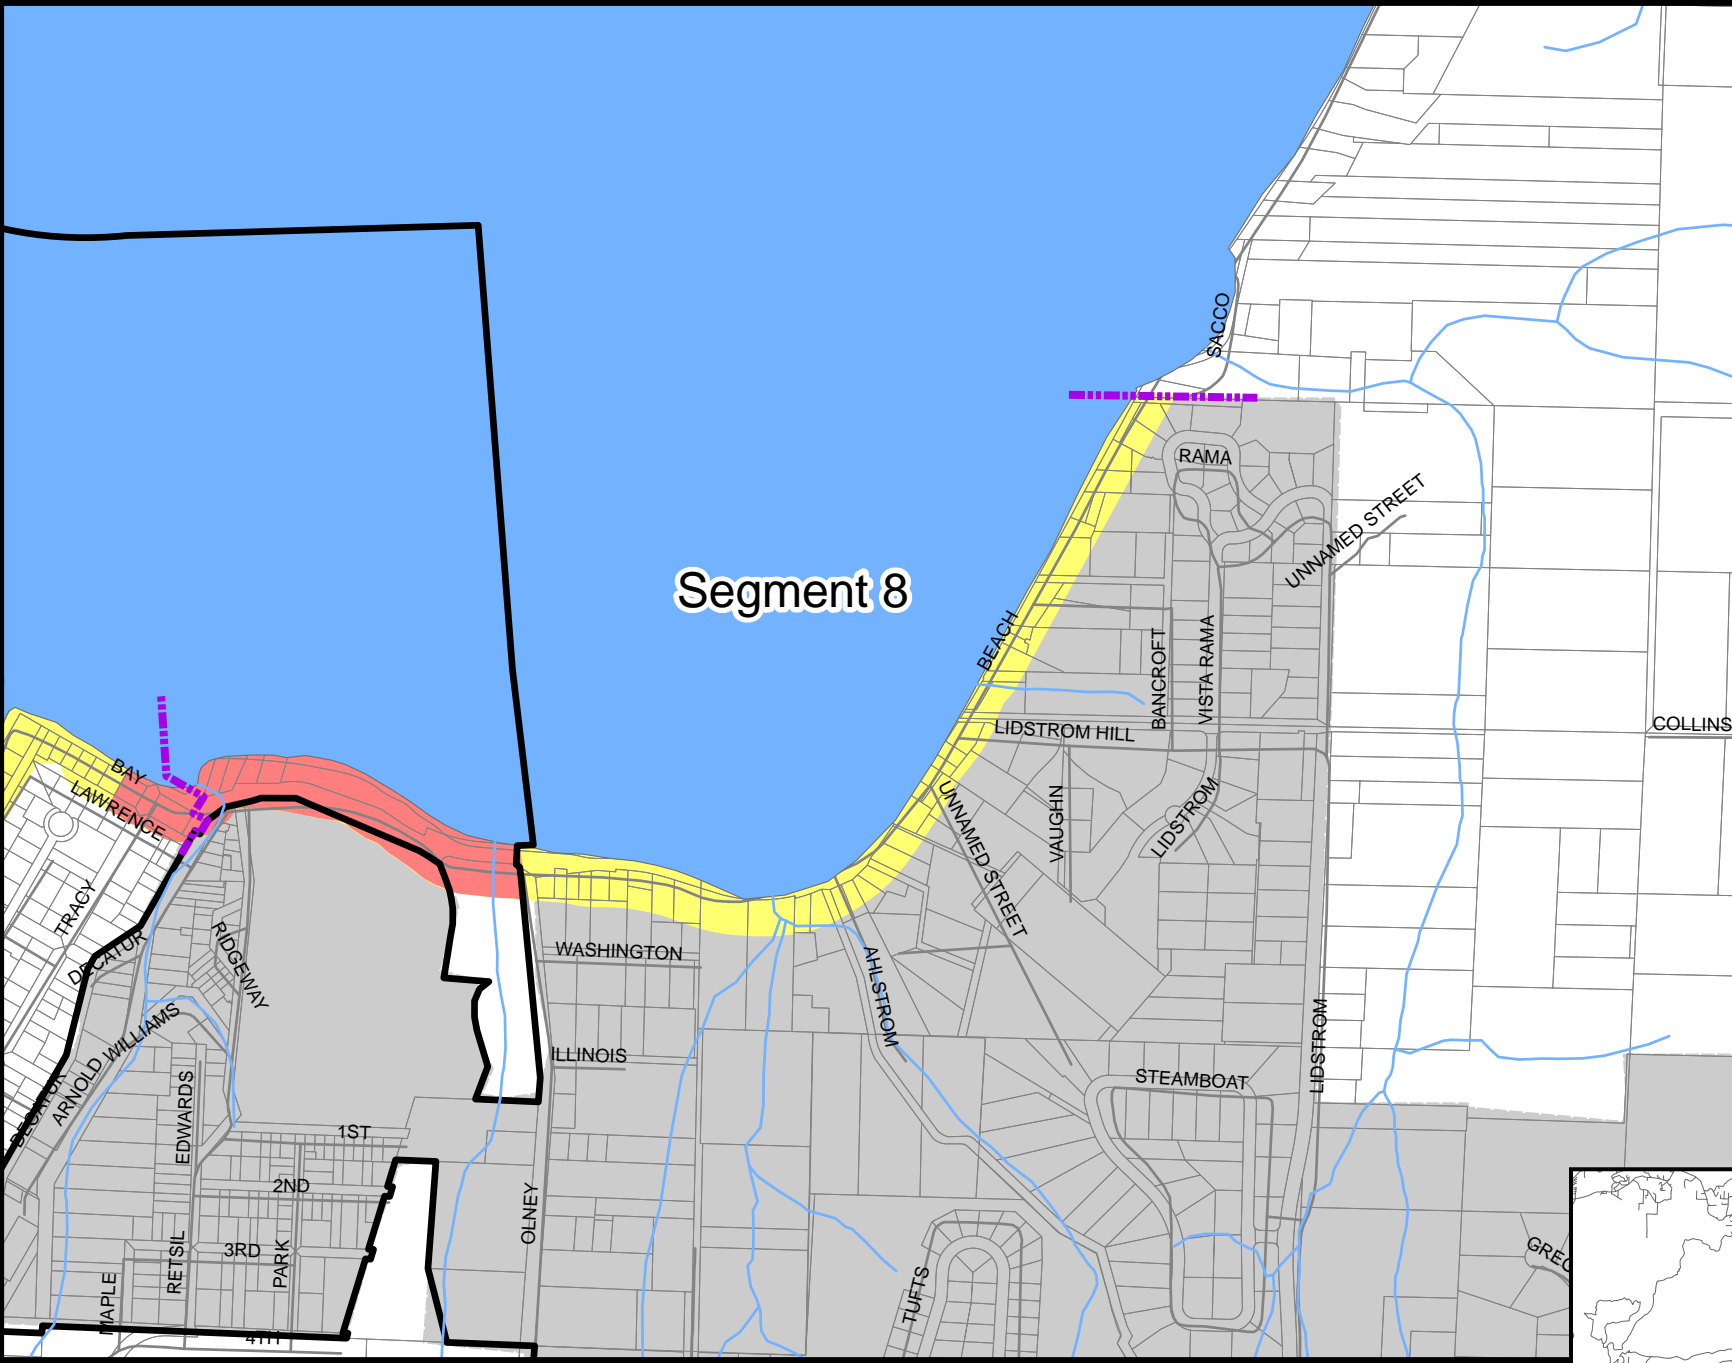 SACCO
RAMA
UNNAMED STREET
Segment 8
BEACH
BANCROFT
VISTA RAMA
COLLINS
LIDSTROM HILL
BAY
LAWRENCE
UNNAMED STREET
VAUGHN
LIDSTROM
TRACY
DECATUR
RIDGEWAY
WASHINGTON
AHLSTROM
WILLIAMS
ARNOLD
DECATUR
ILLINOIS
LIDSTROM
STEAMBOAT
EDWARDS
1ST
2ND
OLNEY
3RD
RETSIL
PARK
MAPLE
TUFTS
GREG
4TH